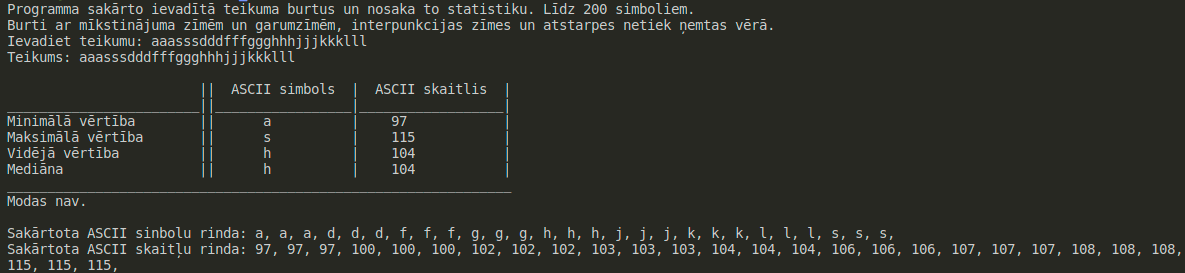 Programma sakārto ievadītā teikuma burtus un nosaka to statistiku. Līdz 200 simboliem.
Burti ar mīkstinājuma zīmēm un garumzīmēm, interpunkcijas zīmes un atstarpes netiek ņemtas vērā.
Ievadiet teikumu: aaasssdddfffggghhhjjjkkklll
Teikums: aaasssdddfffggghhhjjjkkklll
|| ASCII simbols | ASCII skaitlis |
________________________||_________________|__________________|
Minimālā vērtība || a | 97 |
Maksimālā vērtība || s | 115 |
Vidējā vērtība || h | 104 |
Mediāna || h | 104 |
_______________________________________________________________
Modas nav.
Sakārtota ASCII sinbolu rinda: a, a, a, d, d, d, f, f, f, g, g, g, h, h, h, j, j, j, k, k, k, l, l, l, s, s, s,
Sakārtota ASCII skaitļu rinda: 97, 97, 97, 100, 100, 100, 102, 102, 102, 103, 103, 103, 104, 104, 104, 106, 106, 106, 107, 107, 107, 108, 108, 108,
115, 115, 115,